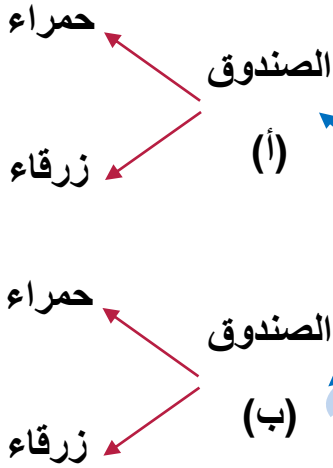 حمراء
الصندوق
(أ)
زرقاء
حمراء
الصندوق
(ب)
زرقاء